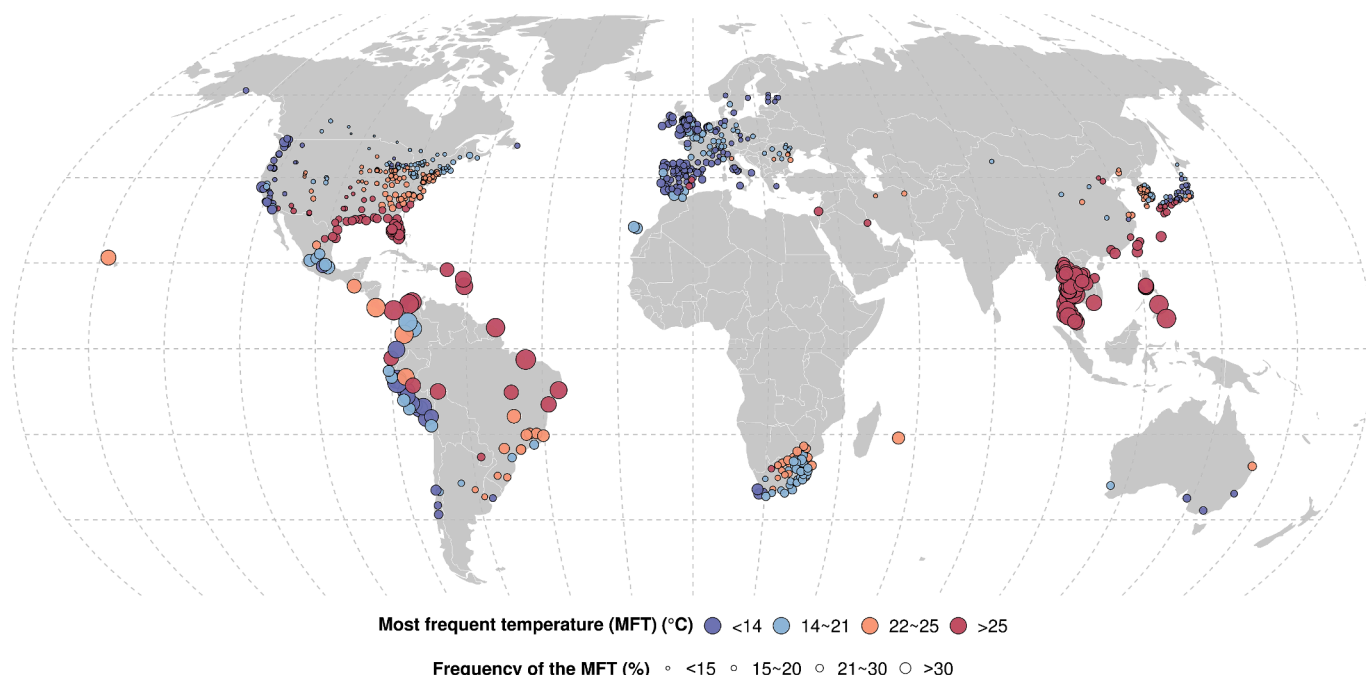 Most frequent temperature (MFT) (°C) <14 14~21 22~25 >25
Frequency of the MFT (%) <15 15~20 21~30 >30